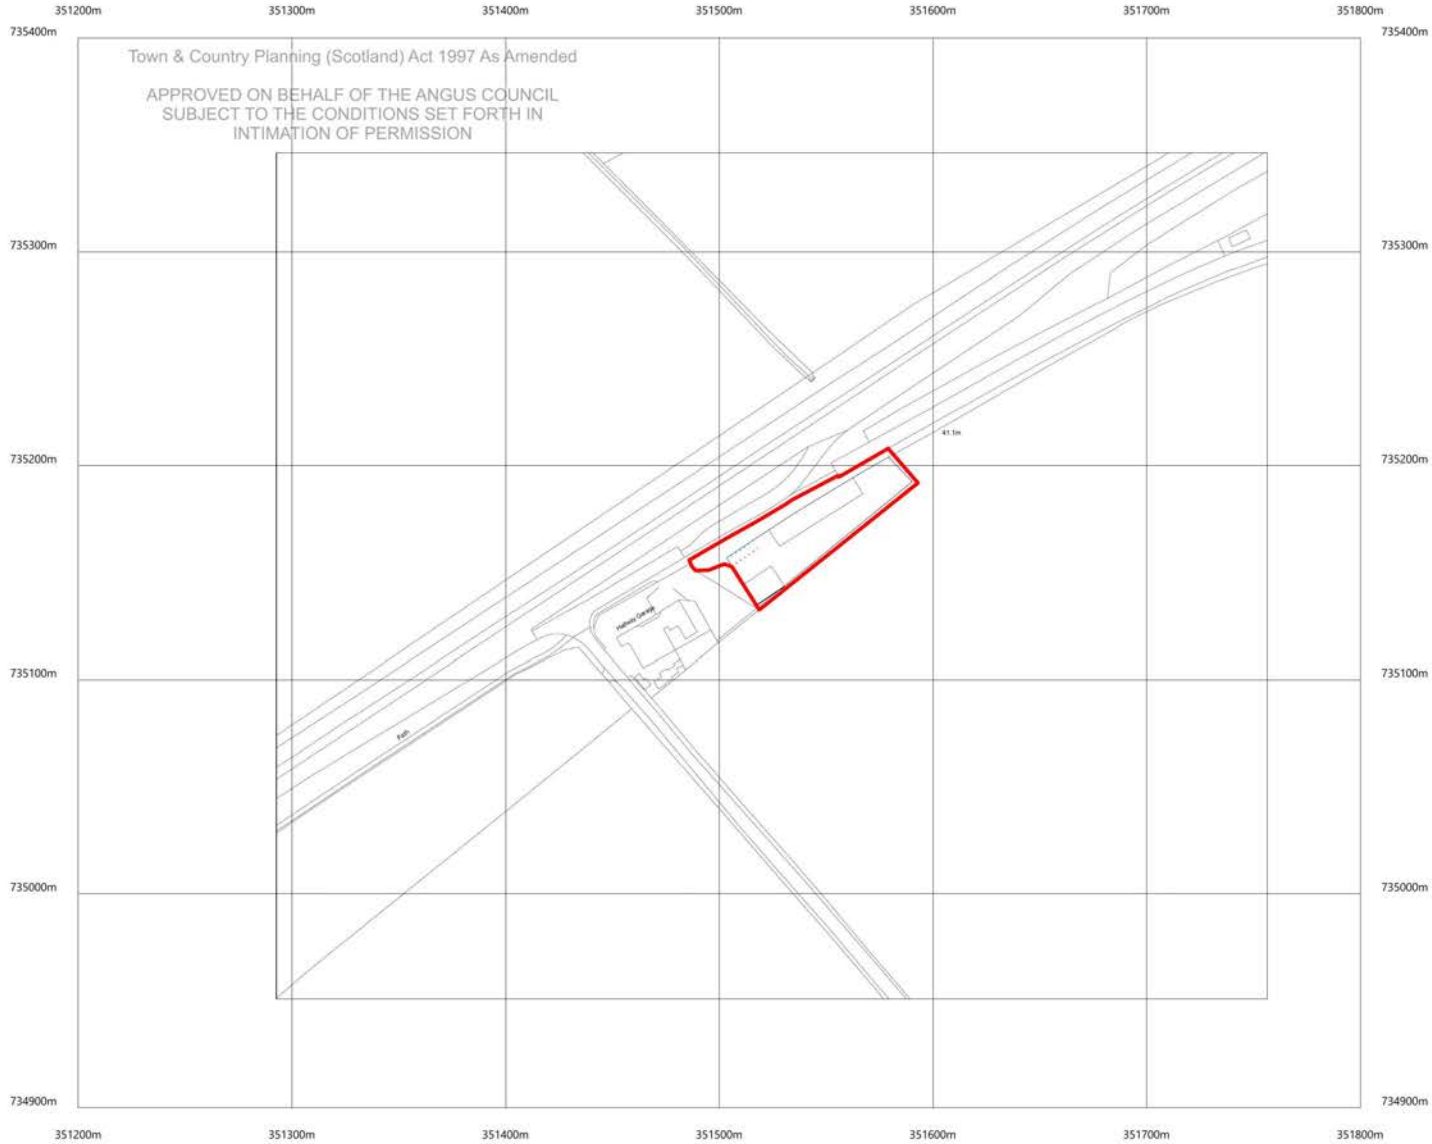 351200m 351300m 351400m 351500m 351600m 351700m 351800m
735400m 735400m
Town & Country Planning (Scotland) Act 1997 As Amended
APPROVED ON BEHALF OF THE ANGUS COUNCIL
SUBJECT TO THE CONDITIONS SET FORTH IN
INTIMATION OF PERMISSION
735300m 735300m
41.1m
735200m 735200m
Halfway Garage
735100m 735100m
Path
735000m 735000m
734900m 734900m
351200m 351300m 351400m 351500m 351600m 351700m 351800m